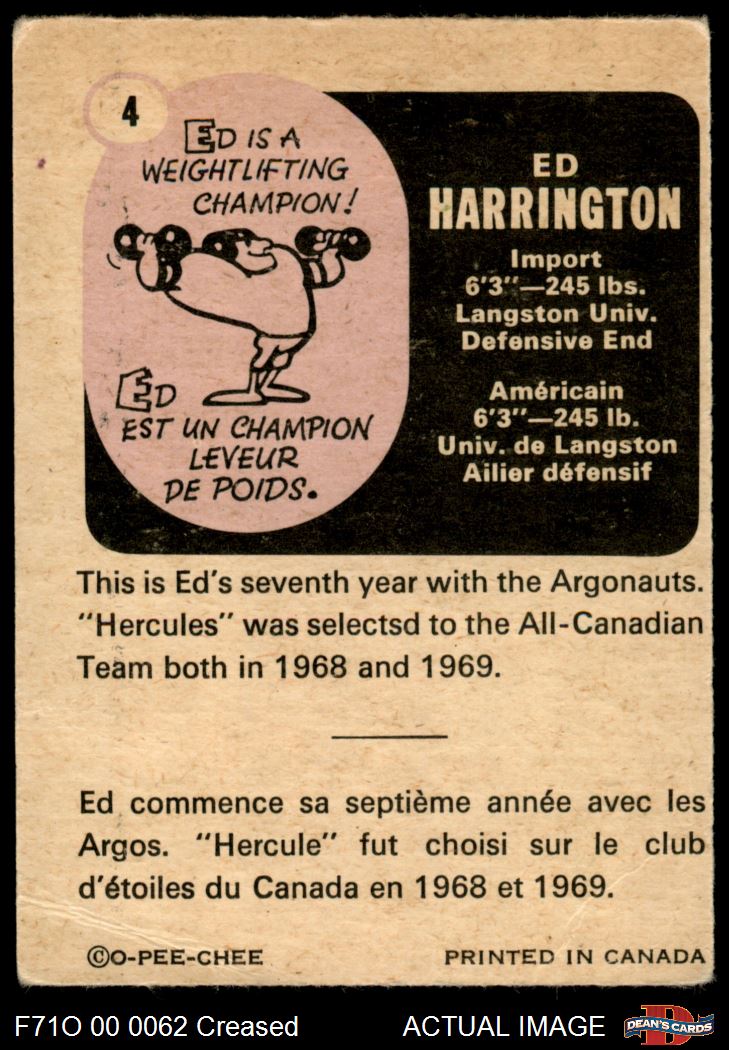 4
ED IS A
WEIGHTLIFTING
CHAMPION!
ED
EST UN CHAMPION
LEVEUR
DE POIDS.
ED
HARRINGTON
Import
6'3"—245 lbs.
Langston Univ.
Defensive End
Américain
6'3"—245 lb.
Univ. de Langston
Ailier défensif
This is Ed's seventh year with the Argonauts.
"Hercules" was selectsd to the All-Canadian
Team both in 1968 and 1969.
Ed commence sa septième année avec les
Argos. "Hercule" fut choisi sur le club
d'étoiles du Canada en 1968 et 1969.
©O-PEE-CHEE PRINTED IN CANADA
F71O 00 0062 Creased ACTUAL IMAGE D DEAN'S CARDS